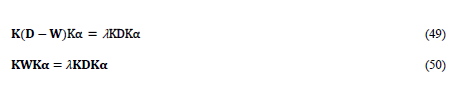 K(D − W)Kα = λKDKα (49)
KWKα = λKDKα (50)